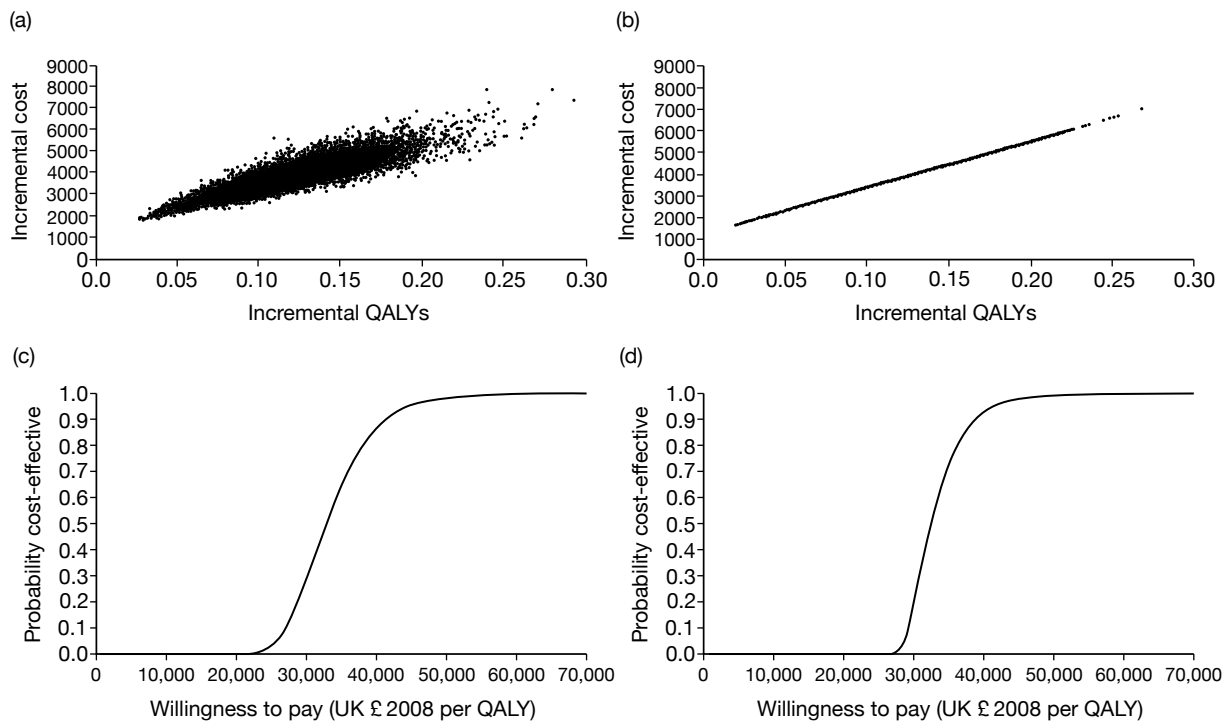 (a)
Incremental cost
9000
8000
7000
6000
5000
4000
3000
2000
1000
0
0.0 0.05 0.10 0.15 0.20 0.25 0.30
Incremental QALYs
(b)
Incremental cost
9000
8000
7000
6000
5000
4000
3000
2000
1000
0
0.0 0.05 0.10 0.15 0.20 0.25 0.30
Incremental QALYs
(c)
Probability cost-effective
1.0
0.9
0.8
0.7
0.6
0.5
0.4
0.3
0.2
0.1
0.0
0 10,000 20,000 30,000 40,000 50,000 60,000 70,000
Willingness to pay (UK £ 2008 per QALY)
(d)
Probability cost-effective
1.0
0.9
0.8
0.7
0.6
0.5
0.4
0.3
0.2
0.1
0.0
0 10,000 20,000 30,000 40,000 50,000 60,000 70,000
Willingness to pay (UK £ 2008 per QALY)